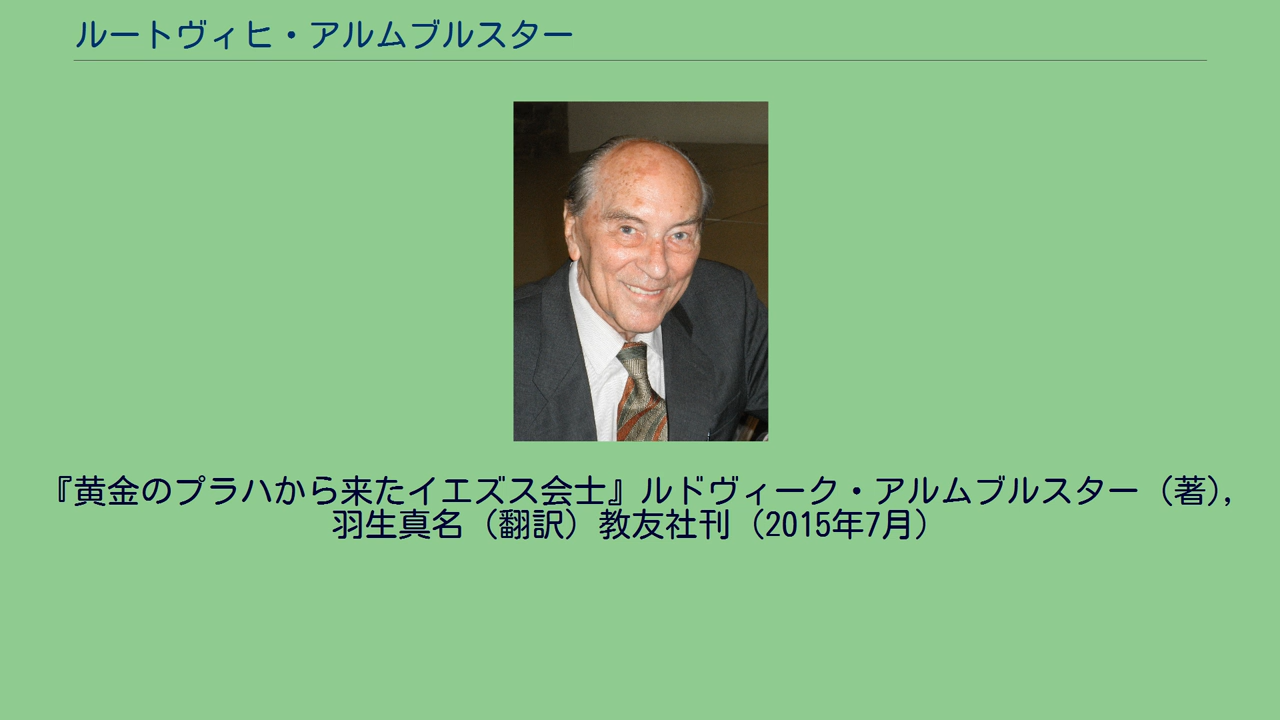 ルートヴィヒ・アルムブルスター
『黄金のプラハから来たイエズス会士』ルドヴィーク・アルムブルスター（著），
羽生真名（翻訳）教友社刊（2015年7月）